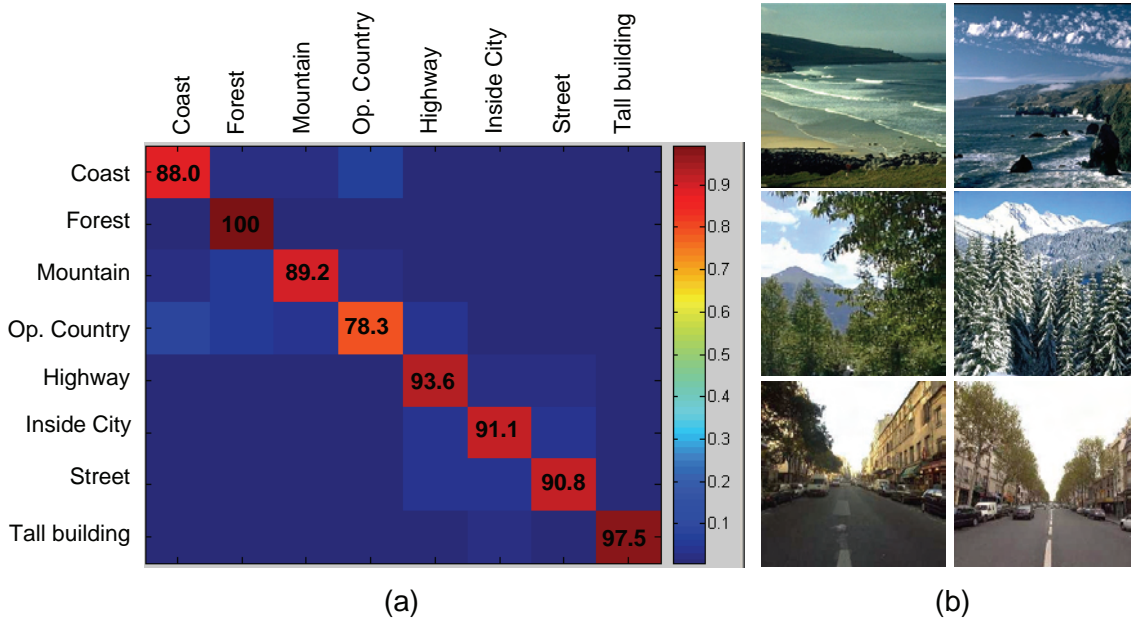 Coast
Forest
Mountain
Op. Country
Highway
Inside City
Street
Tall building
Coast 88.0
Forest 100
Mountain 89.2
Op. Country 78.3
Highway 93.6
Inside City 91.1
Street 90.8
Tall building 97.5
0.9
0.8
0.7
0.6
0.5
0.4
0.3
0.2
0.1
(a)
(b)